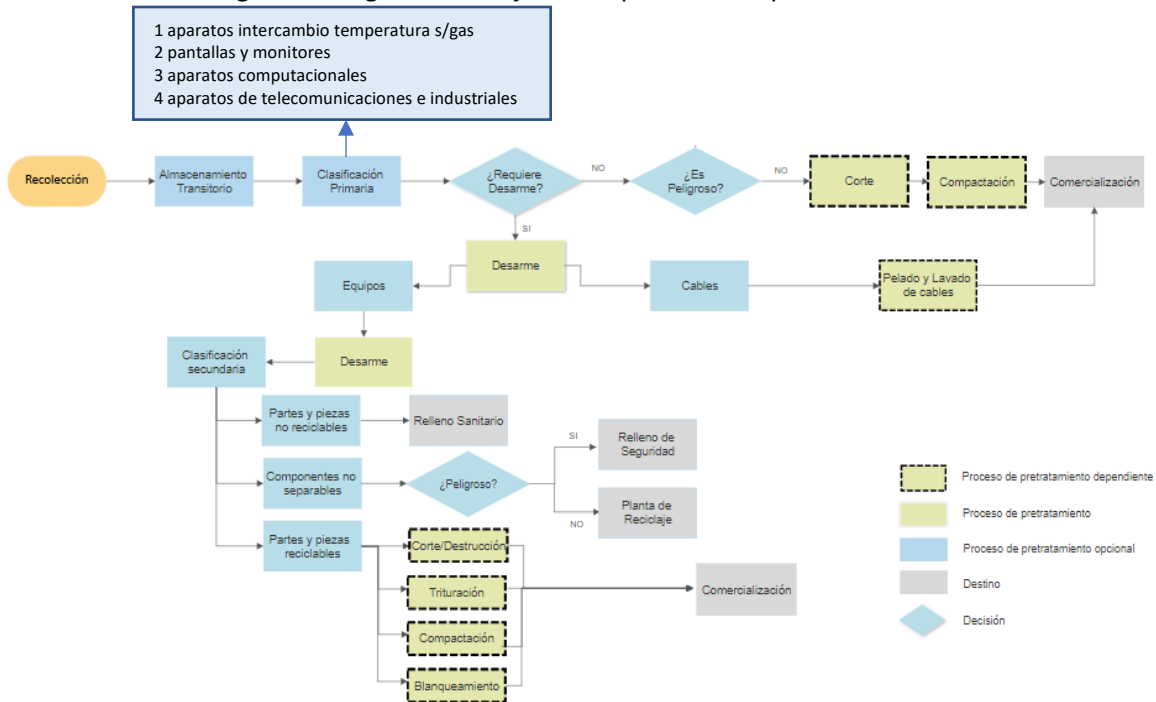 1 aparatos intercambio temperatura s/gas
2 pantallas y monitores
3 aparatos computacionales
4 aparatos de telecomunicaciones e industriales
Recolección
Almacenamiento
Transitorio
Clasificación
Primaria
¿Requiere
Desarme?
NO
¿Es
Peligroso?
NO
Corte
Compactación
Comercialización
SI
Desarme
Equipos
Cables
Pelado y Lavado
de cables
Clasificación
secundaria
Desarme
Partes y piezas
no reciclables
Relleno Sanitario
Componentes no
separables
¿Peligroso?
SI
Relleno de
Seguridad
NO
Planta de
Reciclaje
Partes y piezas
reciclables
Corte/Destrucción
Trituración
Compactación
Blanqueamiento
Comercialización
Proceso de pretratamiento dependiente
Proceso de pretratamiento
Proceso de pretratamiento opcional
Destino
Decisión